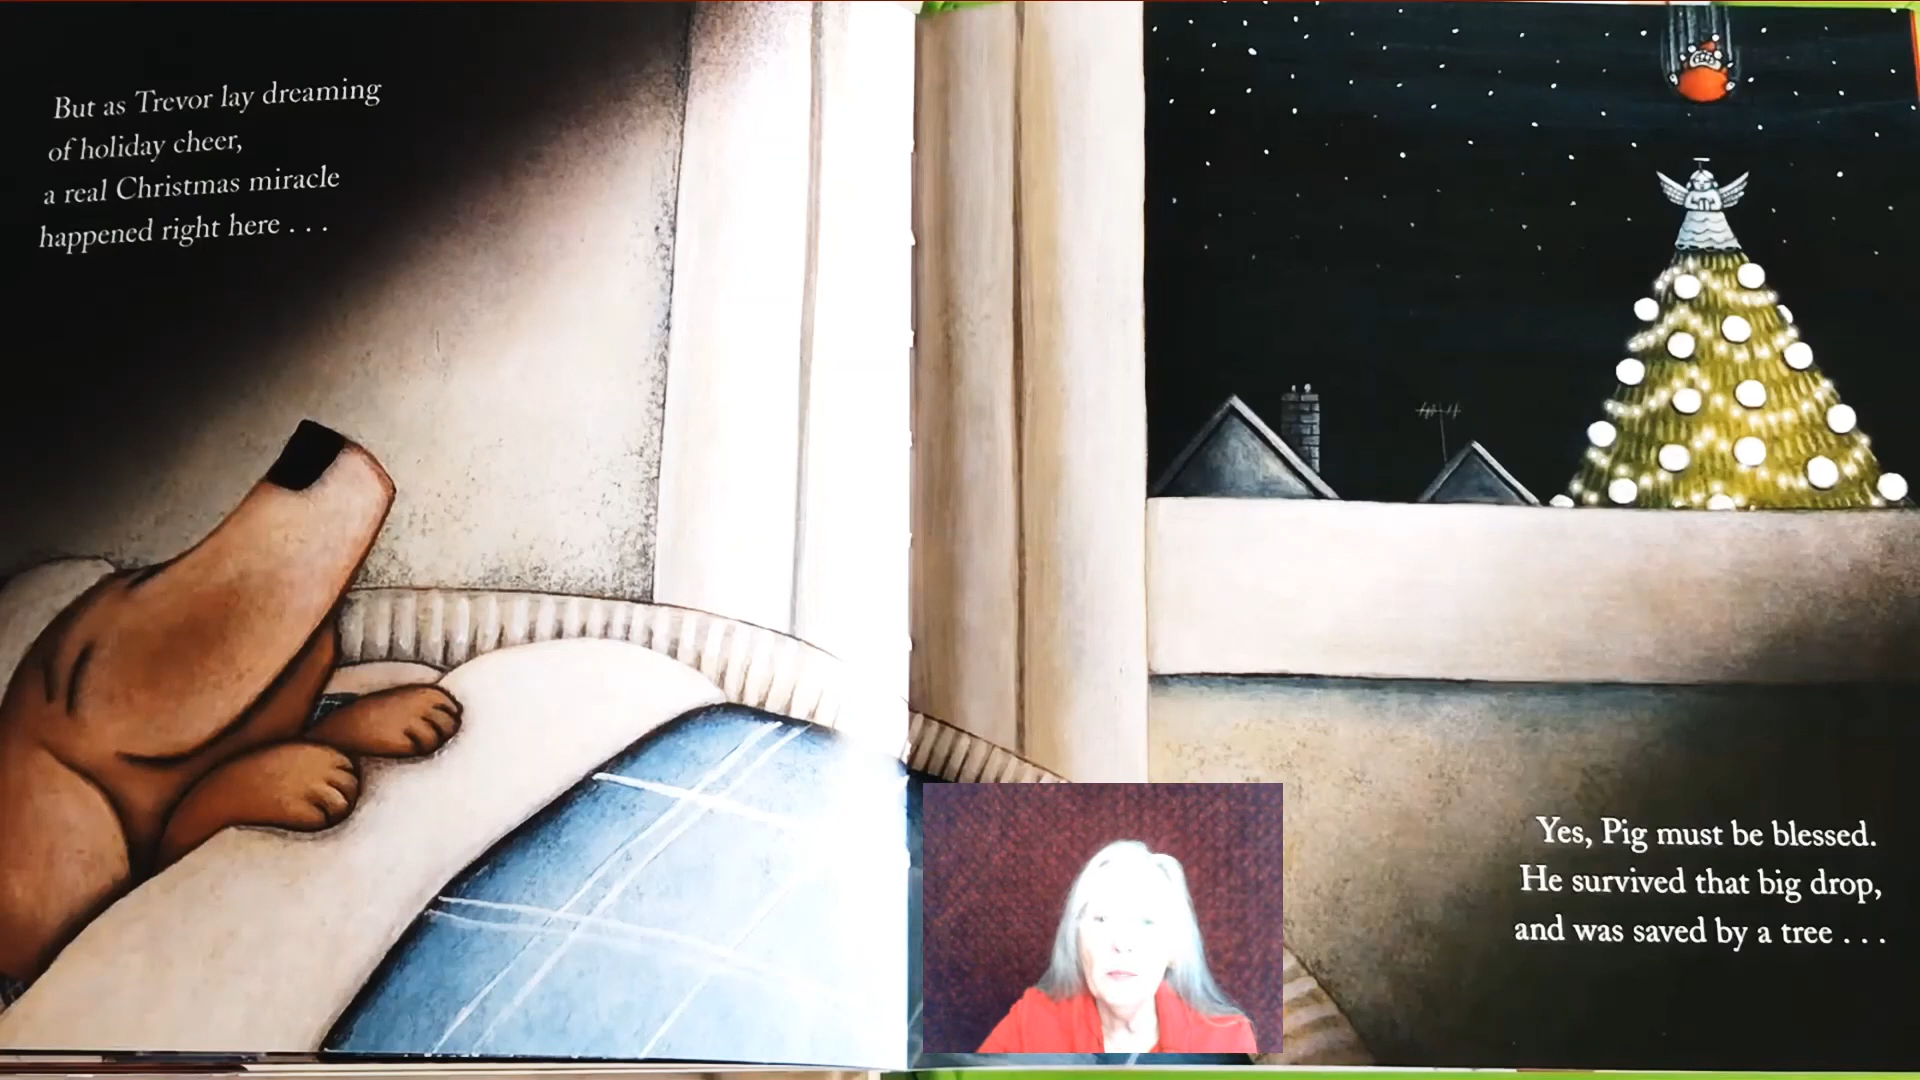 But as Trevor lay dreaming
of holiday cheer,
a real Christmas miracle
happened right here . . .
Yes, Pig must be blessed.
He survived that big drop,
and was saved by a tree . . .